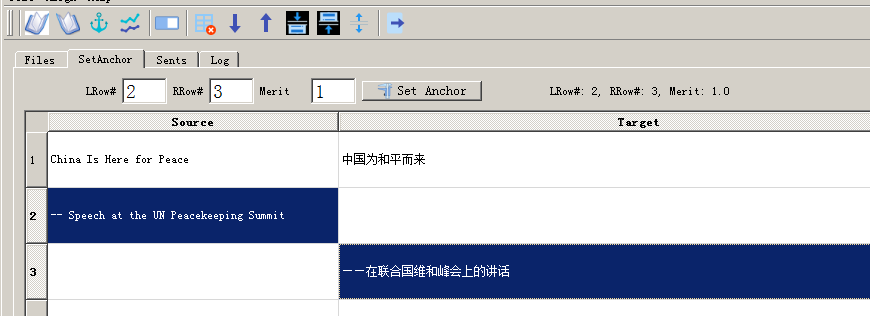 Files SetAnchor Sents Log
LRow# 2 RRow# 3 Merit 1 Set Anchor LRow#: 2, RRow#: 3, Merit: 1.0
Source Target
1 China Is Here for Peace 中国为和平而来
2 -- Speech at the UN Peacekeeping Summit
3 ——在联合国维和峰会上的讲话